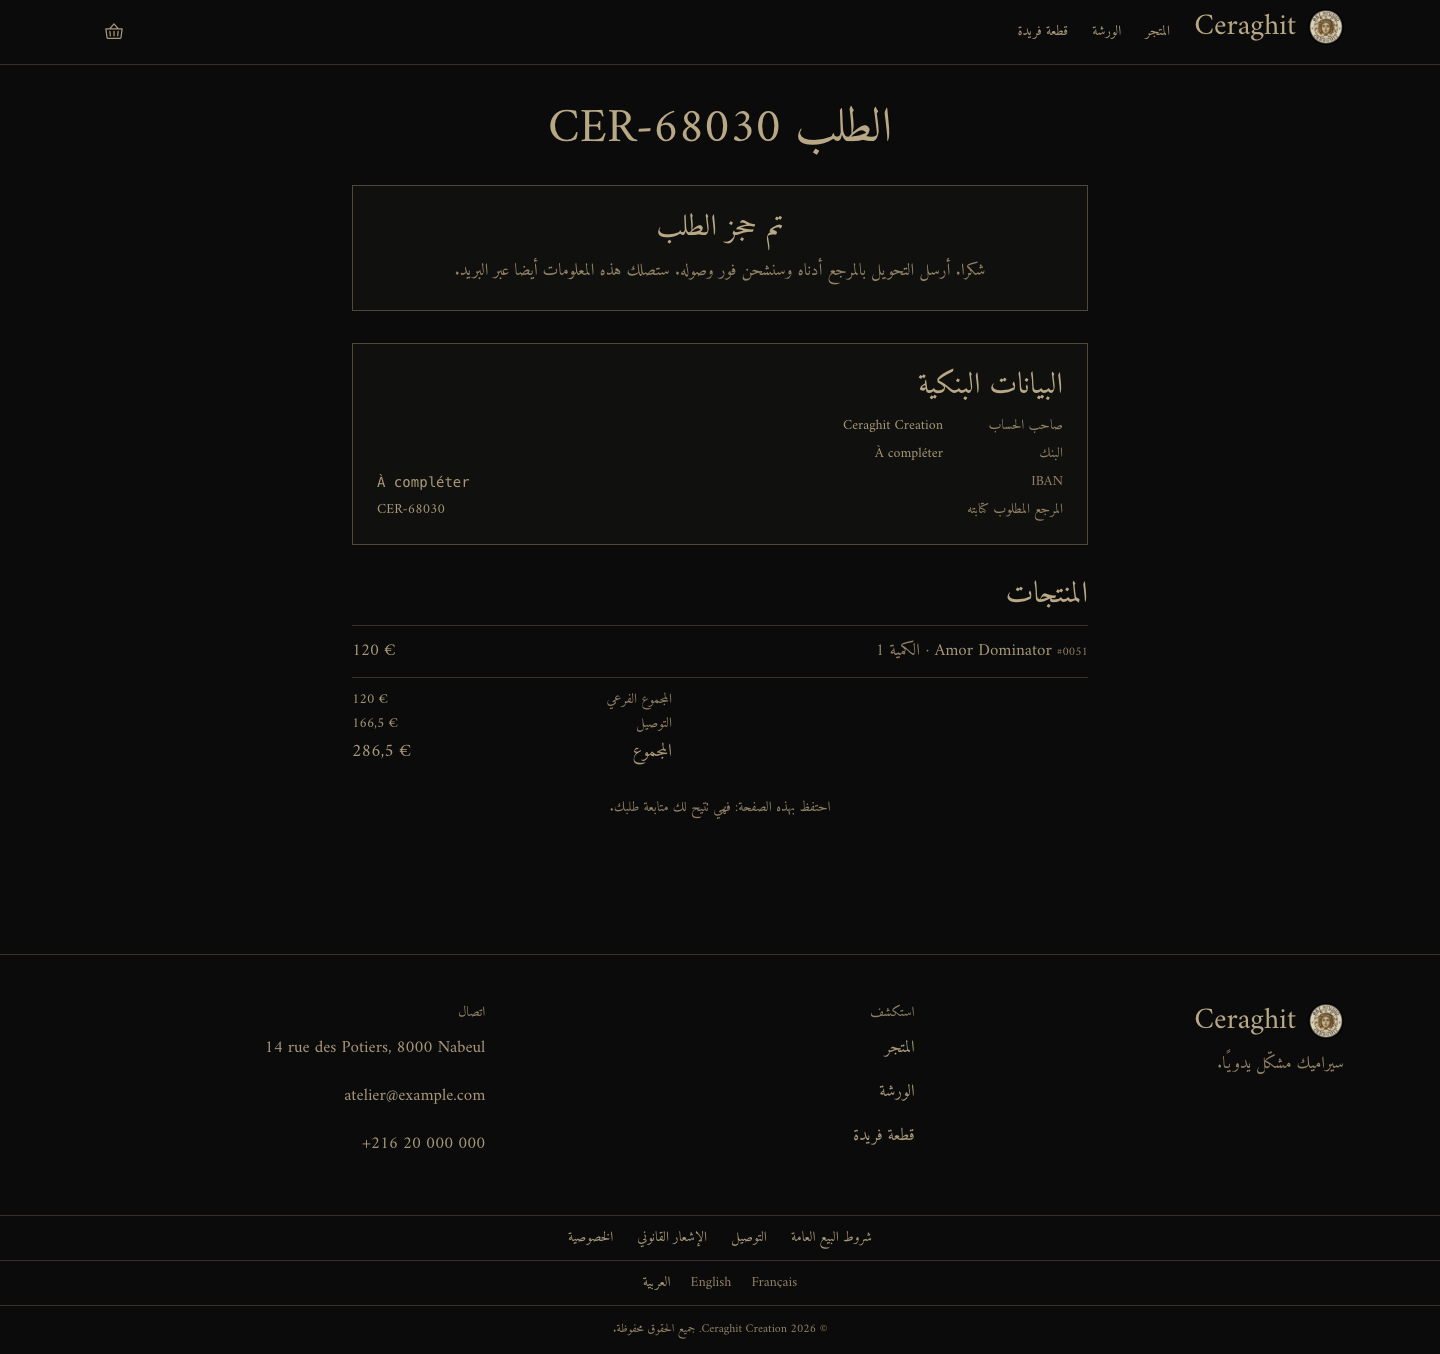 Ceraghit المتجر الورشة قطعة فريدة
الطلب CER-68030
تم حجز الطلب
شكرا. أرسل التحويل بالمرجع أدناه وسنشحن فور وصوله. ستصلك هذه المعلومات أيضا عبر البريد.
البيانات البنكية
صاحب الحساب Ceraghit Creation
البنك À compléter
IBAN À compléter
المرجع المطلوب كتابته CER-68030
المنتجات
#0051 Amor Dominator · الكمية 1 120 €
المجموع الفرعي 120 €
التوصيل 166,5 €
المجموع 286,5 €
احتفظ بهذه الصفحة: فهي تتيح لك متابعة طلبك.
Ceraghit
سيراميك مشكّل يدويًا.
استكشف
المتجر
الورشة
قطعة فريدة
اتصال
14 rue des Potiers, 8000 Nabeul
atelier@example.com
+216 20 000 000
شروط البيع العامة التوصيل الإشعار القانوني الخصوصية
Français English العربية
© 2026 Ceraghit Creation. جميع الحقوق محفوظة.